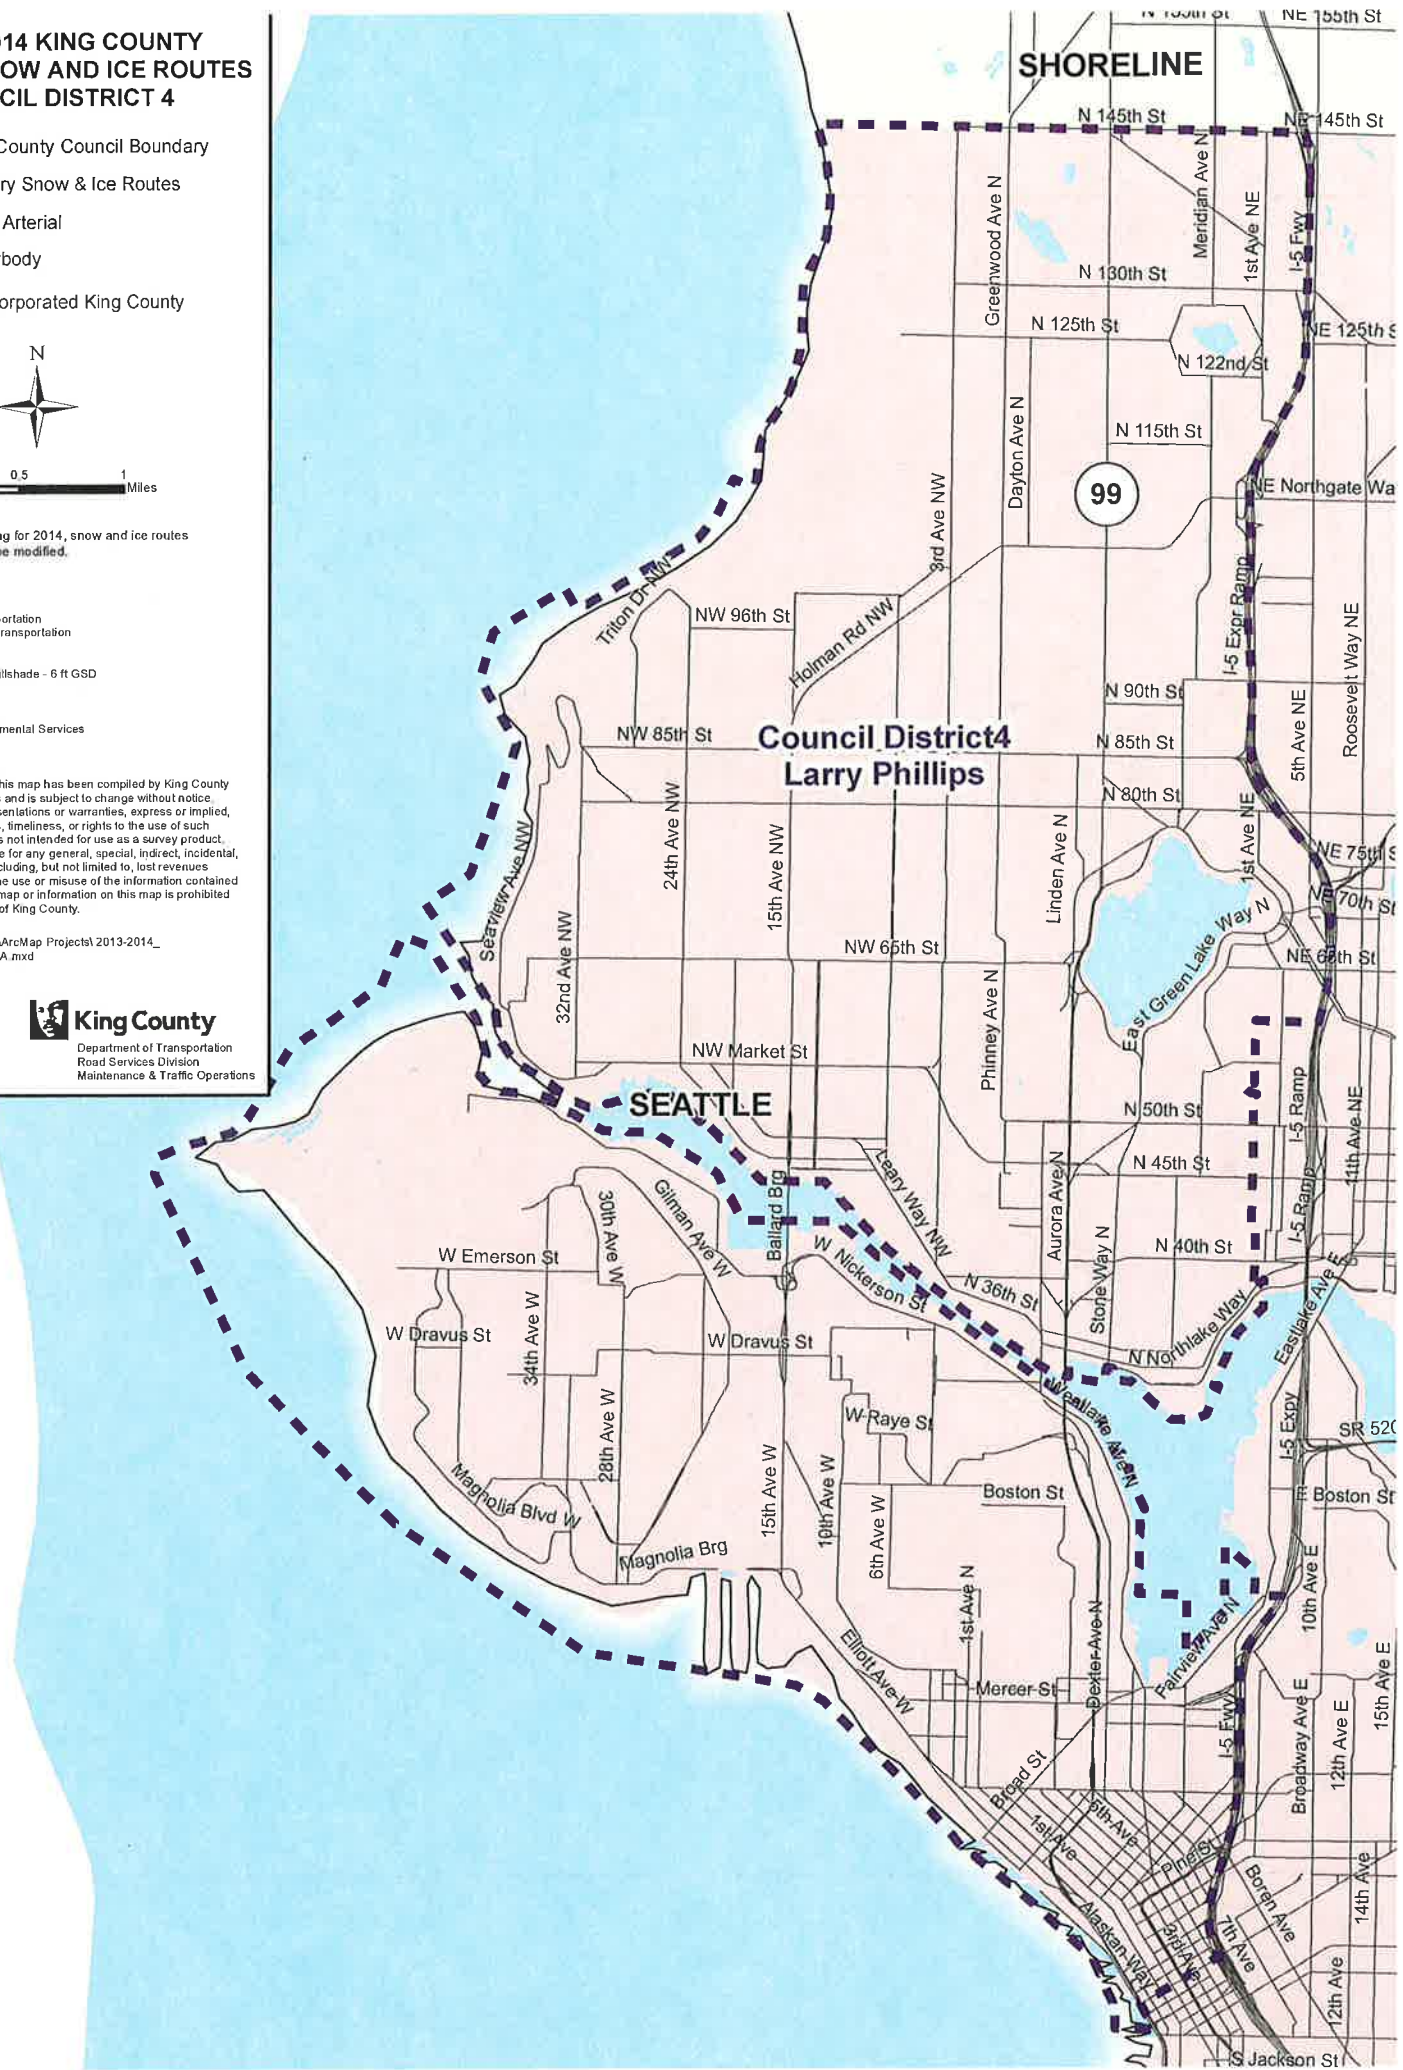 014 KING COUNTY
OW AND ICE ROUTES
CIL DISTRICT 4
County Council Boundary
ry Snow & Ice Routes
Arterial
rbody
orporated King County
N
0.5 1
Miles
ng for 2014, snow and ice routes
be modified.
ortation
ransportation
illshade - 6 ft GSD
mental Services
his map has been compiled by King County
s and is subject to change without notice.
sentations or warranties, express or implied,
s, timeliness, or rights to the use of such
s not intended for use as a survey product.
e for any general, special, indirect, incidental,
cluding, but not limited to, lost revenues
he use or misuse of the information contained
map or information on this map is prohibited
of King County.
\ArcMap Projects\ 2013-2014_
A.mxd
King County
Department of Transportation
Road Services Division
Maintenance & Traffic Operations
N 155th St
NE 155th St
SHORELINE
N 145th St
NE 145th St
Greenwood Ave N
Meridian Ave N
1st Ave NE
I-5 Fwy
N 130th St
N 125th St
NE 125th S
N 122nd St
Dayton Ave N
N 115th St
99
3rd Ave NW
NE Northgate Wa
I-5 Expr Ramp
Triton Dr NW
NW 96th St
Holman Rd NW
Roosevelt Way NE
N 90th St
5th Ave NE
NW 85th St
Council District4
Larry Phillips
N 85th St
N 80th St
24th Ave NW
15th Ave NW
Linden Ave N
1st Ave NE
NE 75th S
Seaview Ave NW
NE 70th St
East Green Lake Way N
32nd Ave NW
NW 65th St
NE 65th St
Phinney Ave N
NW Market St
SEATTLE
N 50th St
I-5 Ramp
11th Ave NE
Leary Way NW
N 45th St
Aurora Ave N
Ballard Brg
30th Ave W
Gilman Ave W
I-5 Ramp
W Emerson St
W Nickerson St
Stone Way N
N 40th St
N 36th St
Eastlake Ave E
W Dravus St
34th Ave W
W Dravus St
N Northlake Way
28th Ave W
W Raye St
Westlake Ave N
I-5 Expy
SR 520
Magnolia Blvd W
15th Ave W
10th Ave W
6th Ave W
Boston St
E Boston St
Magnolia Brg
1st Ave N
Dexter Ave N
10th Ave E
Fairview Ave N
Elliott Ave W
Mercer St
15th Ave E
I-5 Fwy
Broadway Ave E
12th Ave E
Broad St
1st Ave
5th Ave
Pine St
Boren Ave
14th Ave
Alaskan Way
3rd Ave
7th Ave
12th Ave
S Jackson St